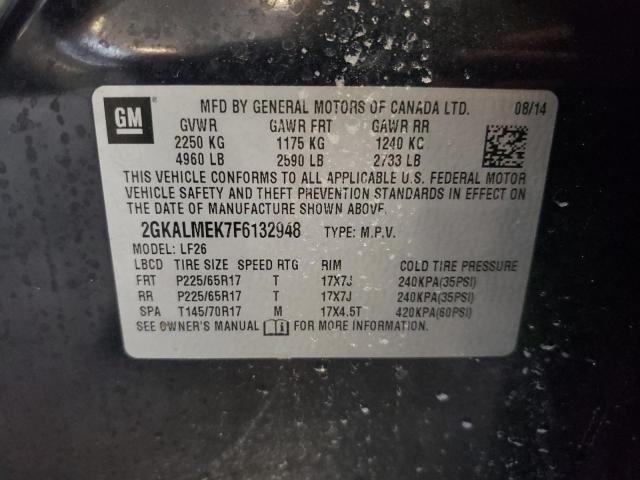 GM
MFD BY GENERAL MOTORS OF CANADA LTD. 08/14
GVWR GAWR FRT GAWR RR
2250 KG 1175 KG 1240 KG
4960 LB 2590 LB 2733 LB
THIS VEHICLE CONFORMS TO ALL APPLICABLE U.S. FEDERAL MOTOR
VEHICLE SAFETY AND THEFT PREVENTION STANDARDS IN EFFECT ON
THE DATE OF MANUFACTURE SHOWN ABOVE.
2GKALMEK7F6132948 TYPE: M.P.V.
MODEL: LF26
LBCD TIRE SIZE SPEED RTG RIM COLD TIRE PRESSURE
FRT P225/65R17 T 17X7J 240KPA(35PSI)
RR P225/65R17 T 17X7J 240KPA(35PSI)
SPA T145/70R17 M 17X4.5T 420KPA(60PSI)
SEE OWNER'S MANUAL FOR MORE INFORMATION.